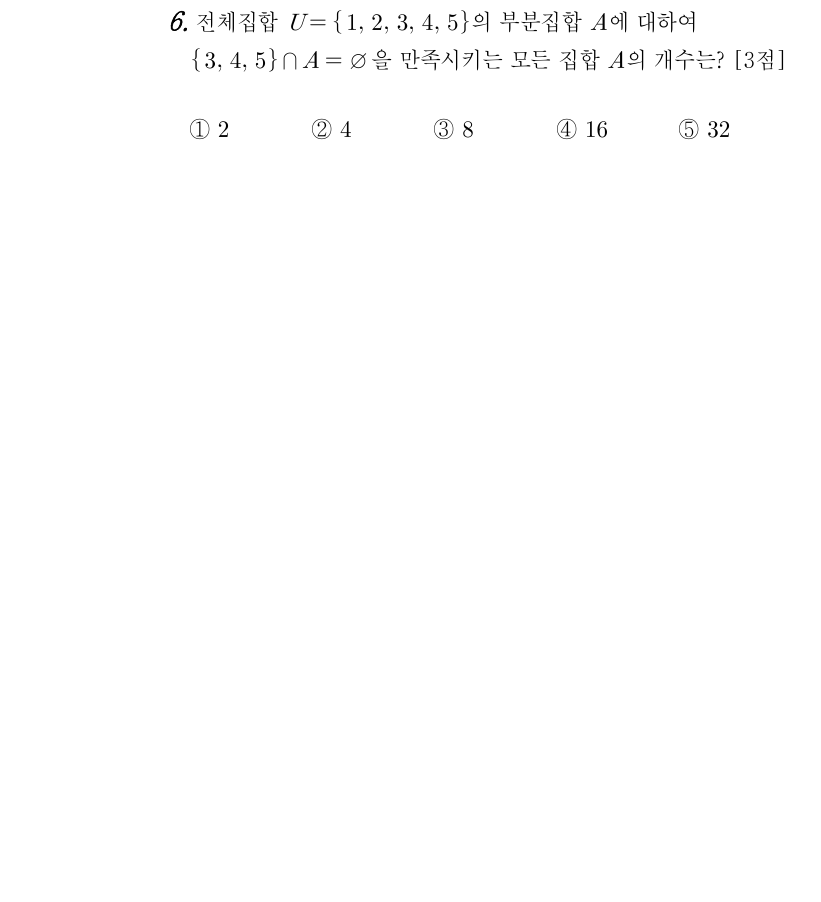 6. 전체집합 U={1, 2, 3, 4, 5}의 부분집합 A에 대하여
{3, 4, 5}∩A=∅을 만족시키는 모든 집합 A의 개수는? [3점]
① 2 ② 4 ③ 8 ④ 16 ⑤ 32